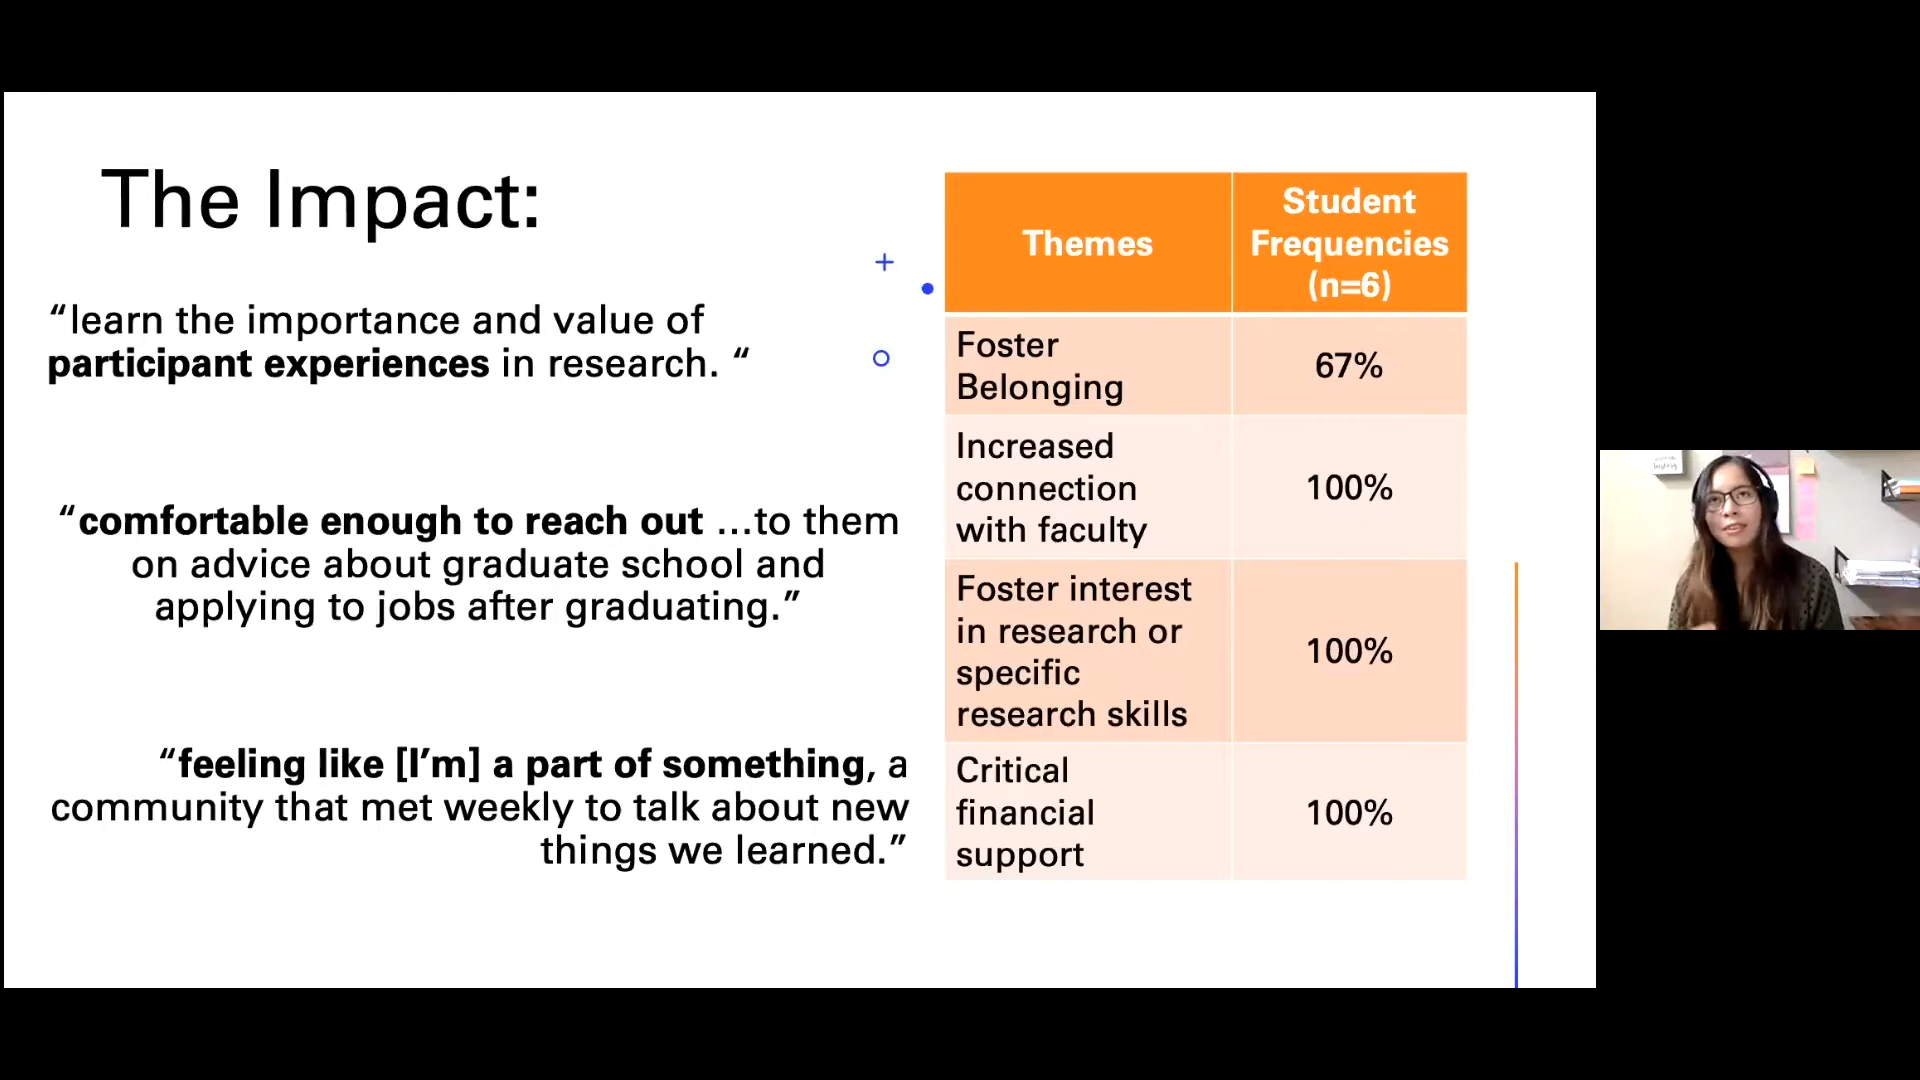 The Impact:
“learn the importance and value of
participant experiences in research. “
“comfortable enough to reach out ...to them
on advice about graduate school and
applying to jobs after graduating.”
“feeling like [I’m] a part of something, a
community that met weekly to talk about new
things we learned.”
Themes
Student
Frequencies
(n=6)
Foster
Belonging
67%
Increased
connection
with faculty
100%
Foster interest
in research or
specific
research skills
100%
Critical
financial
support
100%